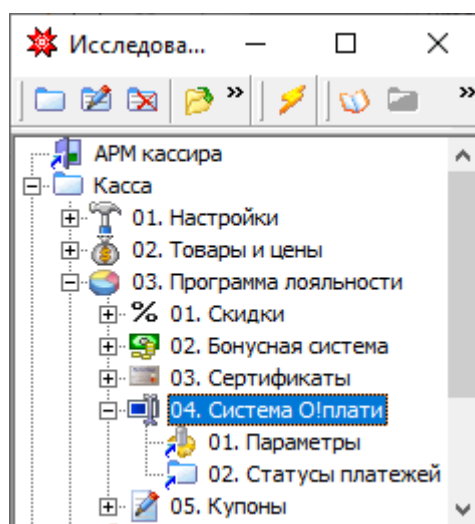 Исследова...
АРМ кассира
Касса
01. Настройки
02. Товары и цены
03. Программа лояльности
01. Скидки
02. Бонусная система
03. Сертификаты
04. Система О!плати
01. Параметры
02. Статусы платежей
05. Купоны